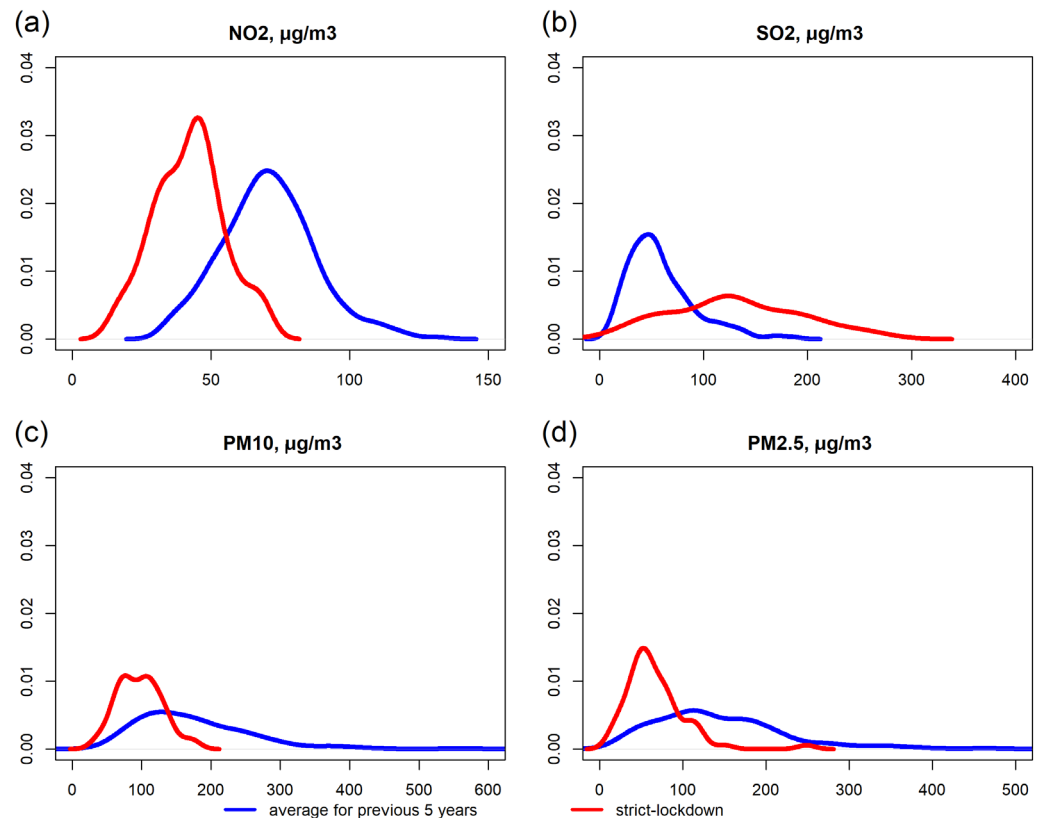 (a)
NO2, µg/m3
0.04
0.03
0.02
0.01
0.00
0 50 100 150
(b)
SO2, µg/m3
0.04
0.03
0.02
0.01
0.00
0 100 200 300 400
(c)
PM10, µg/m3
0.04
0.03
0.02
0.01
0.00
0 100 200 300 400 500 600
(d)
PM2.5, µg/m3
0.04
0.03
0.02
0.01
0.00
0 100 200 300 400 500
average for previous 5 years
strict-lockdown